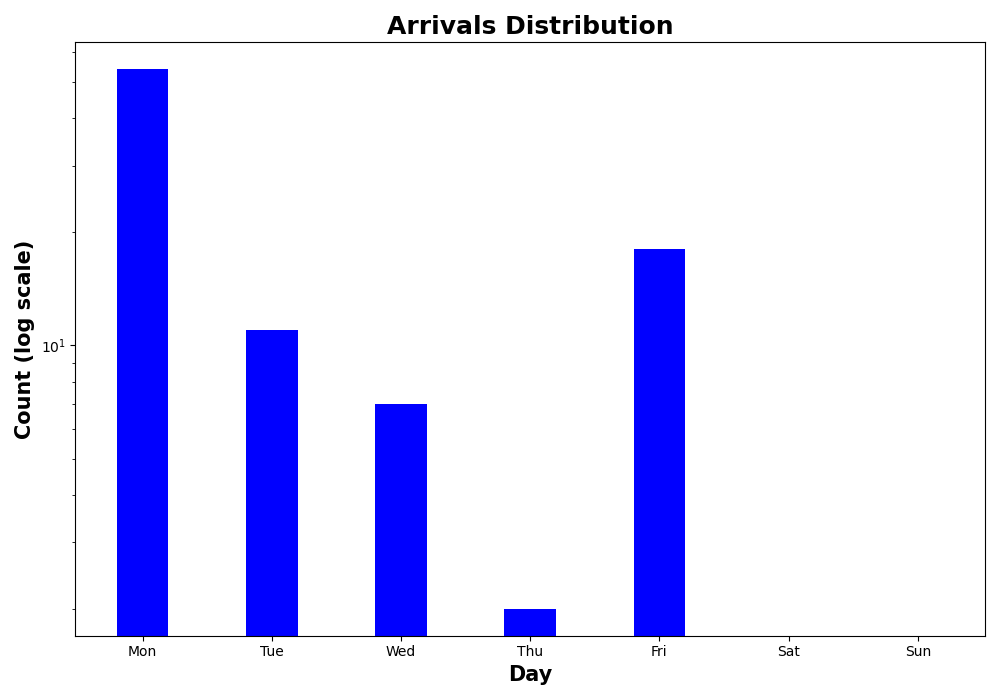 Arrivals Distribution
Count (log scale)
10¹
Mon Tue Wed Thu Fri Sat Sun
Day